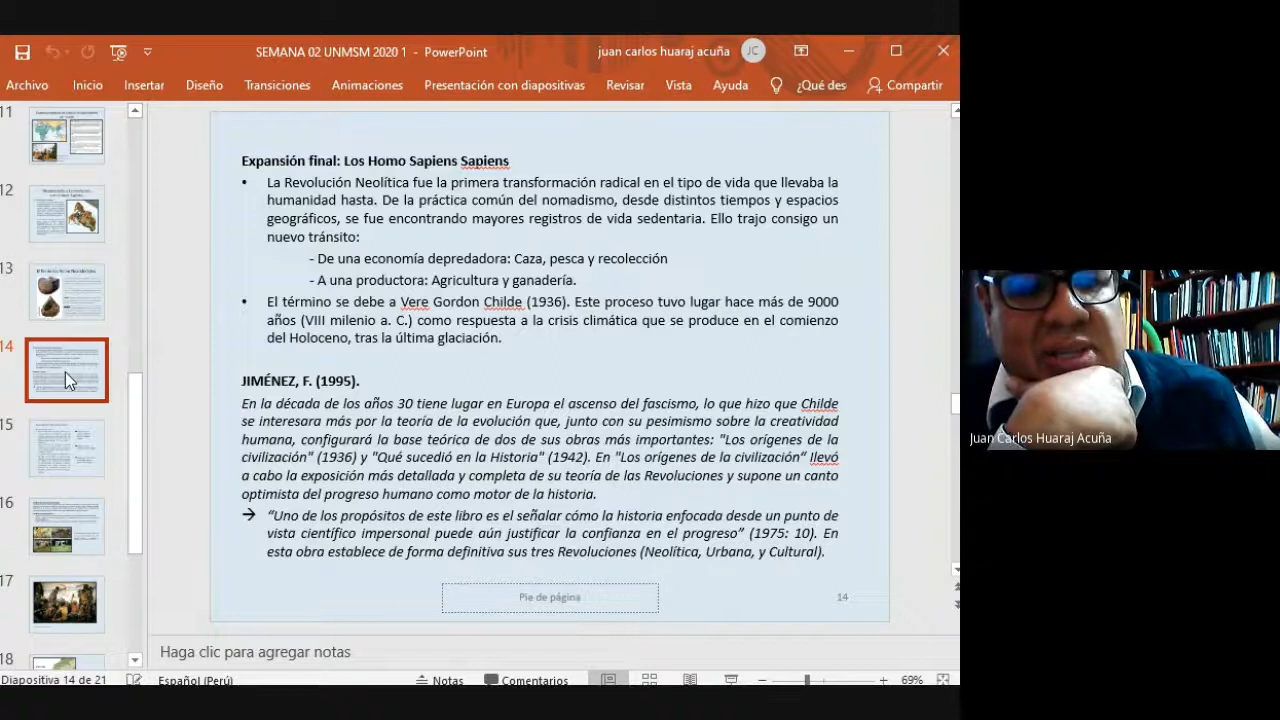 SEMANA 02 UNMSM 2020 1 - PowerPoint
juan carlos huaraj acuña
JC
Archivo Inicio Insertar Diseño Transiciones Animaciones Presentación con diapositivas Revisar Vista Ayuda ¿Qué des Compartir
11
12
13
14
15
16
17
18
Expansión final: Los Homo Sapiens Sapiens
• La Revolución Neolítica fue la primera transformación radical en el tipo de vida que llevaba la
humanidad hasta. De la práctica común del nomadismo, desde distintos tiempos y espacios
geográficos, se fue encontrando mayores registros de vida sedentaria. Ello trajo consigo un
nuevo tránsito:
- De una economía depredadora: Caza, pesca y recolección
- A una productora: Agricultura y ganadería.
• El término se debe a Vere Gordon Childe (1936). Este proceso tuvo lugar hace más de 9000
años (VIII milenio a. C.) como respuesta a la crisis climática que se produce en el comienzo
del Holoceno, tras la última glaciación.
JIMÉNEZ, F. (1995).
En la década de los años 30 tiene lugar en Europa el ascenso del fascismo, lo que hizo que Childe
se interesara más por la teoría de la evolución que, junto con su pesimismo sobre la creatividad
humana, configurará la base teórica de dos de sus obras más importantes: "Los orígenes de la
civilización" (1936) y "Qué sucedió en la Historia" (1942). En "Los orígenes de la civilización“ llevó
a cabo la exposición más detallada y completa de su teoría de las Revoluciones y supone un canto
optimista del progreso humano como motor de la historia.
→ “Uno de los propósitos de este libro es el señalar cómo la historia enfocada desde un punto de
vista científico impersonal puede aún justificar la confianza en el progreso” (1975: 10). En
esta obra establece de forma definitiva sus tres Revoluciones (Neolítica, Urbana, y Cultural).
Pie de página
14
Haga clic para agregar notas
Diapositiva 14 de 21 Español (Perú) Notas Comentarios 69%
Juan Carlos Huaraj Acuña